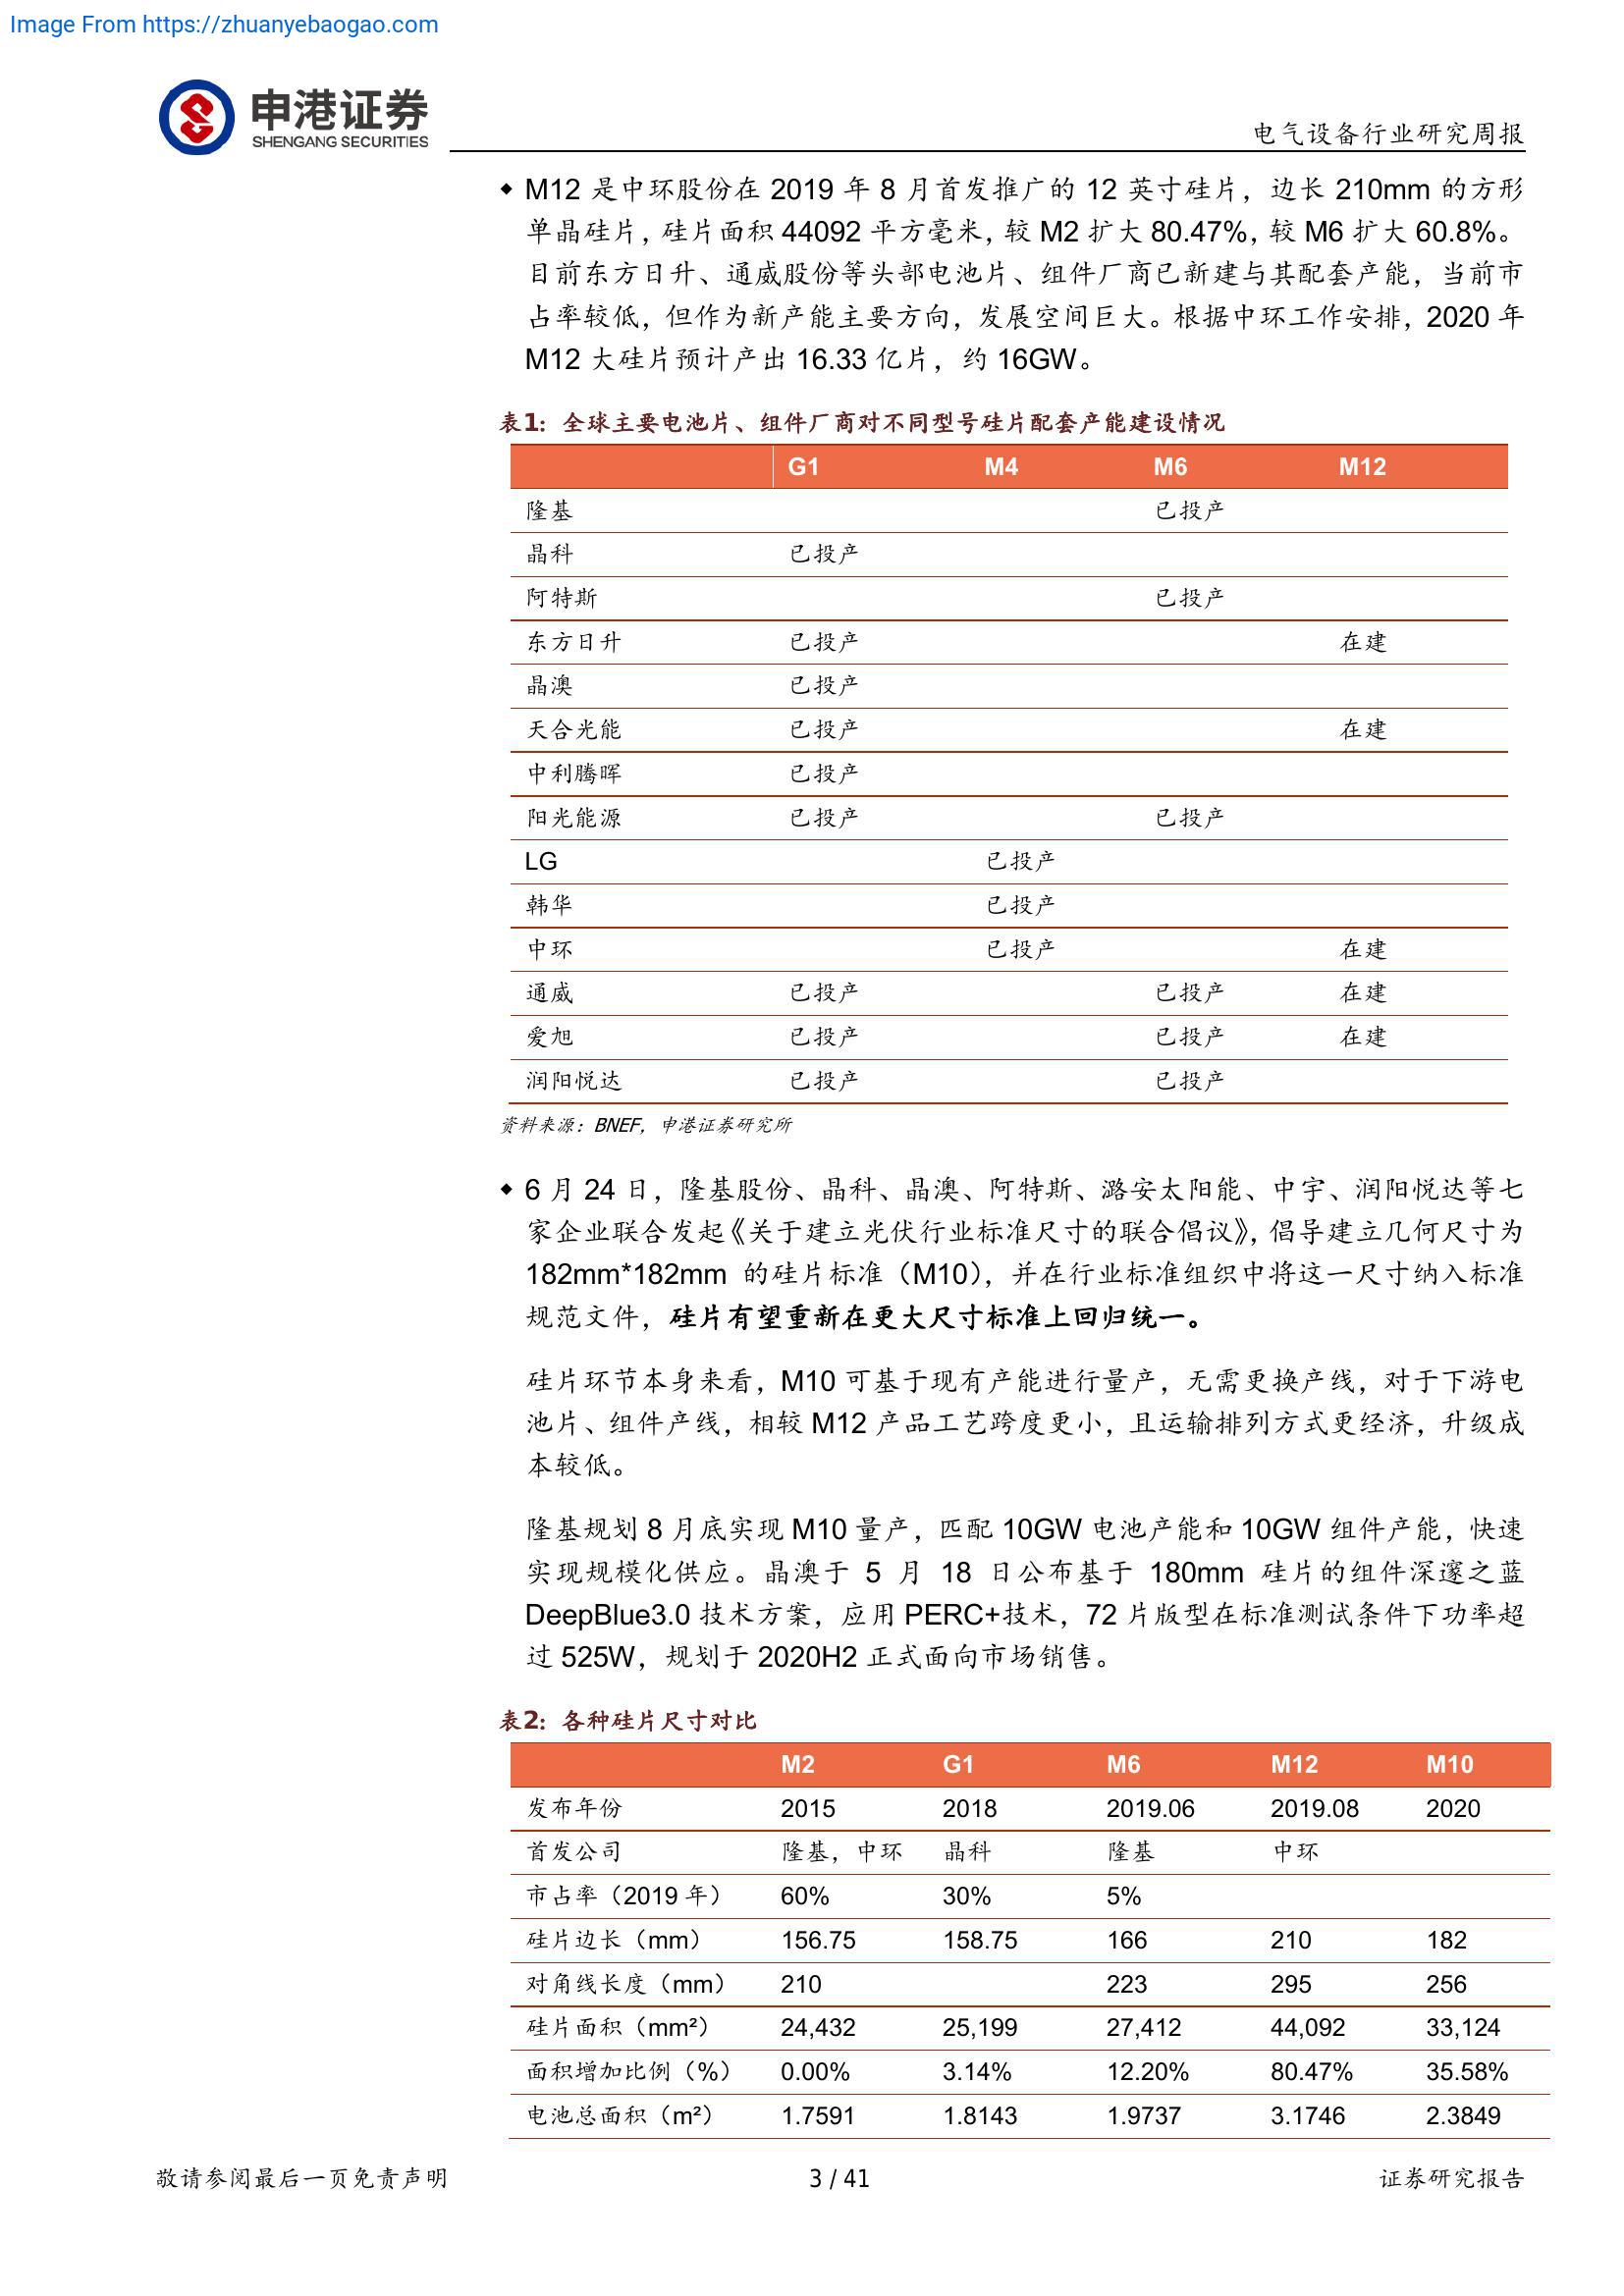 Image From https://zhuanyebaogao.com
申港证券
SHENGANG SECURITIES
电气设备行业研究周报
◆ M12 是中环股份在 2019 年 8 月首发推广的 12 英寸硅片，边长 210mm 的方形
单晶硅片，硅片面积 44092 平方毫米，较 M2 扩大 80.47%，较 M6 扩大 60.8%。
目前东方日升、通威股份等头部电池片、组件厂商已新建与其配套产能，当前市
占率较低，但作为新产能主要方向，发展空间巨大。根据中环工作安排，2020 年
M12 大硅片预计产出 16.33 亿片，约 16GW。
表1：全球主要电池片、组件厂商对不同型号硅片配套产能建设情况
G1 M4 M6 M12
隆基 已投产
晶科 已投产
阿特斯 已投产
东方日升 已投产 在建
晶澳 已投产
天合光能 已投产 在建
中利腾晖 已投产
阳光能源 已投产 已投产
LG 已投产
韩华 已投产
中环 已投产 在建
通威 已投产 已投产 在建
爱旭 已投产 已投产 在建
润阳悦达 已投产 已投产
资料来源：BNEF，申港证券研究所
◆ 6 月 24 日，隆基股份、晶科、晶澳、阿特斯、潞安太阳能、中宇、润阳悦达等七
家企业联合发起《关于建立光伏行业标准尺寸的联合倡议》，倡导建立几何尺寸为
182mm*182mm 的硅片标准（M10），并在行业标准组织中将这一尺寸纳入标准
规范文件，硅片有望重新在更大尺寸标准上回归统一。
硅片环节本身来看，M10 可基于现有产能进行量产，无需更换产线，对于下游电
池片、组件产线，相较 M12 产品工艺跨度更小，且运输排列方式更经济，升级成
本较低。
隆基规划 8 月底实现 M10 量产，匹配 10GW 电池产能和 10GW 组件产能，快速
实现规模化供应。晶澳于 5 月 18 日公布基于 180mm 硅片的组件深邃之蓝
DeepBlue3.0 技术方案，应用 PERC+技术，72 片版型在标准测试条件下功率超
过 525W，规划于 2020H2 正式面向市场销售。
表2：各种硅片尺寸对比
M2 G1 M6 M12 M10
发布年份 2015 2018 2019.06 2019.08 2020
首发公司 隆基，中环 晶科 隆基 中环
市占率（2019 年） 60% 30% 5%
硅片边长（mm） 156.75 158.75 166 210 182
对角线长度（mm） 210 223 295 256
硅片面积（mm²） 24,432 25,199 27,412 44,092 33,124
面积增加比例（%） 0.00% 3.14% 12.20% 80.47% 35.58%
电池总面积（m²） 1.7591 1.8143 1.9737 3.1746 2.3849
敬请参阅最后一页免责声明 3 / 41 证券研究报告